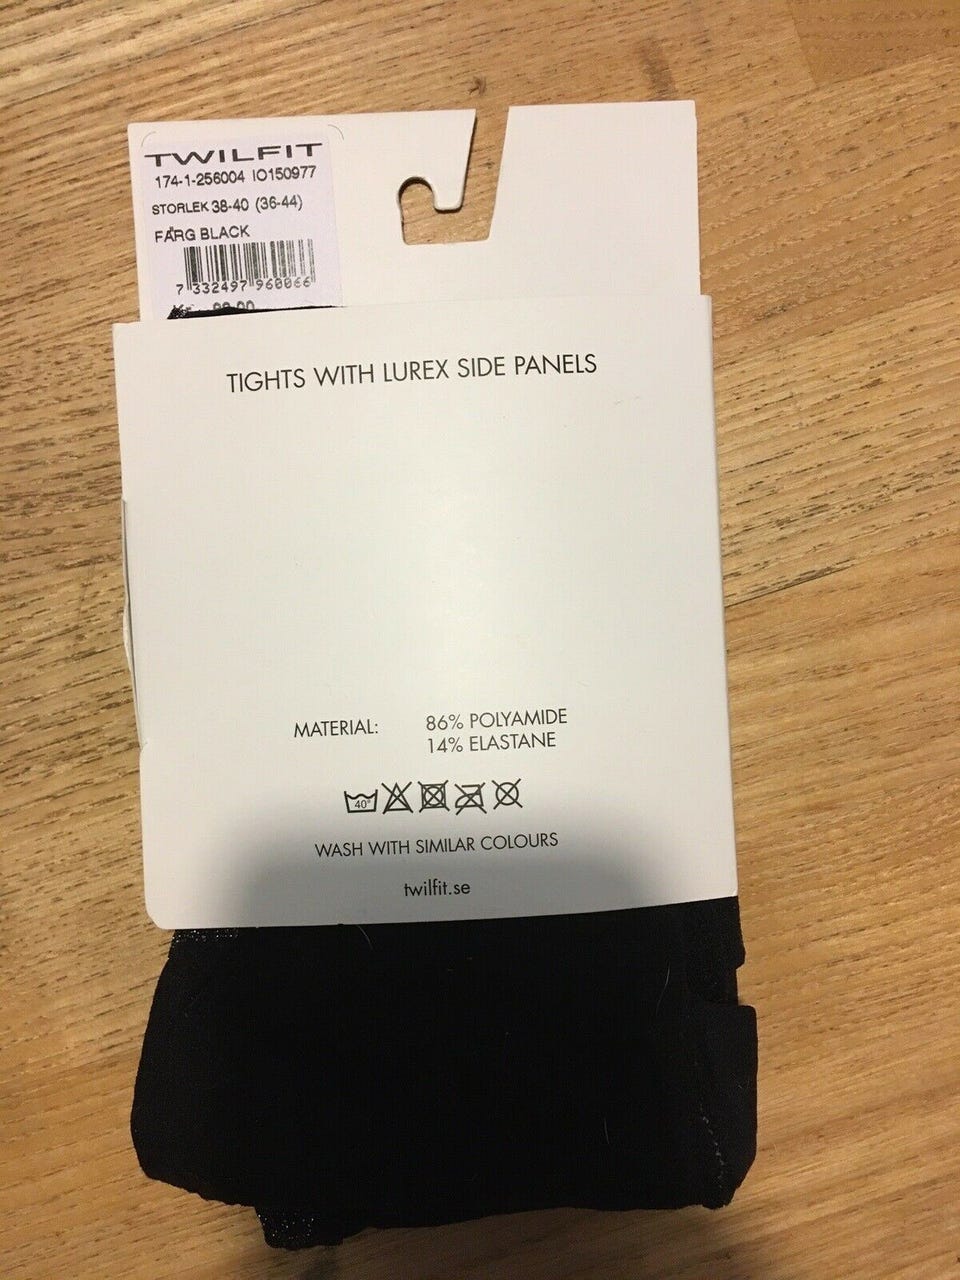 TWILFIT
174-1-256004 IO150977
STORLEK 38-40 (36-44)
FÄRG BLACK
7 332497 960066
TIGHTS WITH LUREX SIDE PANELS
MATERIAL: 86% POLYAMIDE
14% ELASTANE
40°
WASH WITH SIMILAR COLOURS
twilfit.se